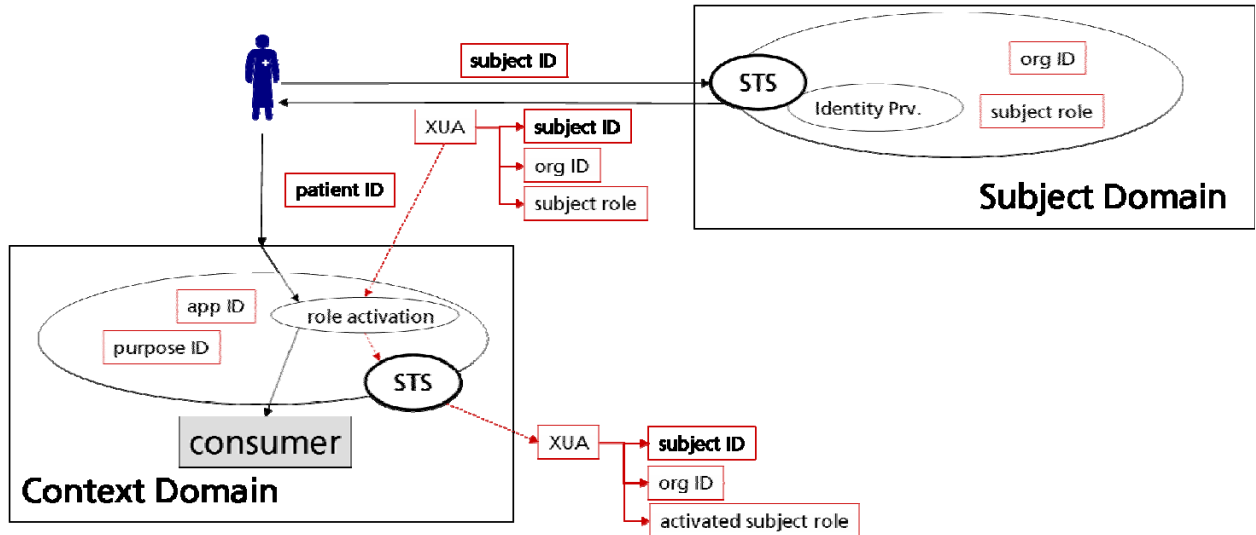 subject ID
STS
Identity Prv.
org ID
subject role
Subject Domain
XUA
subject ID
org ID
subject role
patient ID
app ID
role activation
purpose ID
STS
consumer
Context Domain
XUA
subject ID
org ID
activated subject role